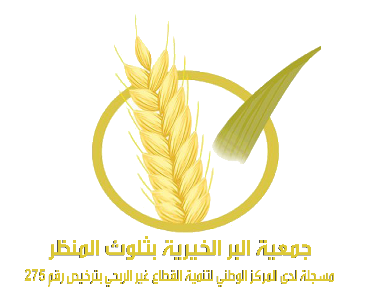 جمعية البر الخيرية بثلوث المنظر
مسجلة لدى المركز الوطني لتنمية القطاع غير الربحي بترخيص رقم 275